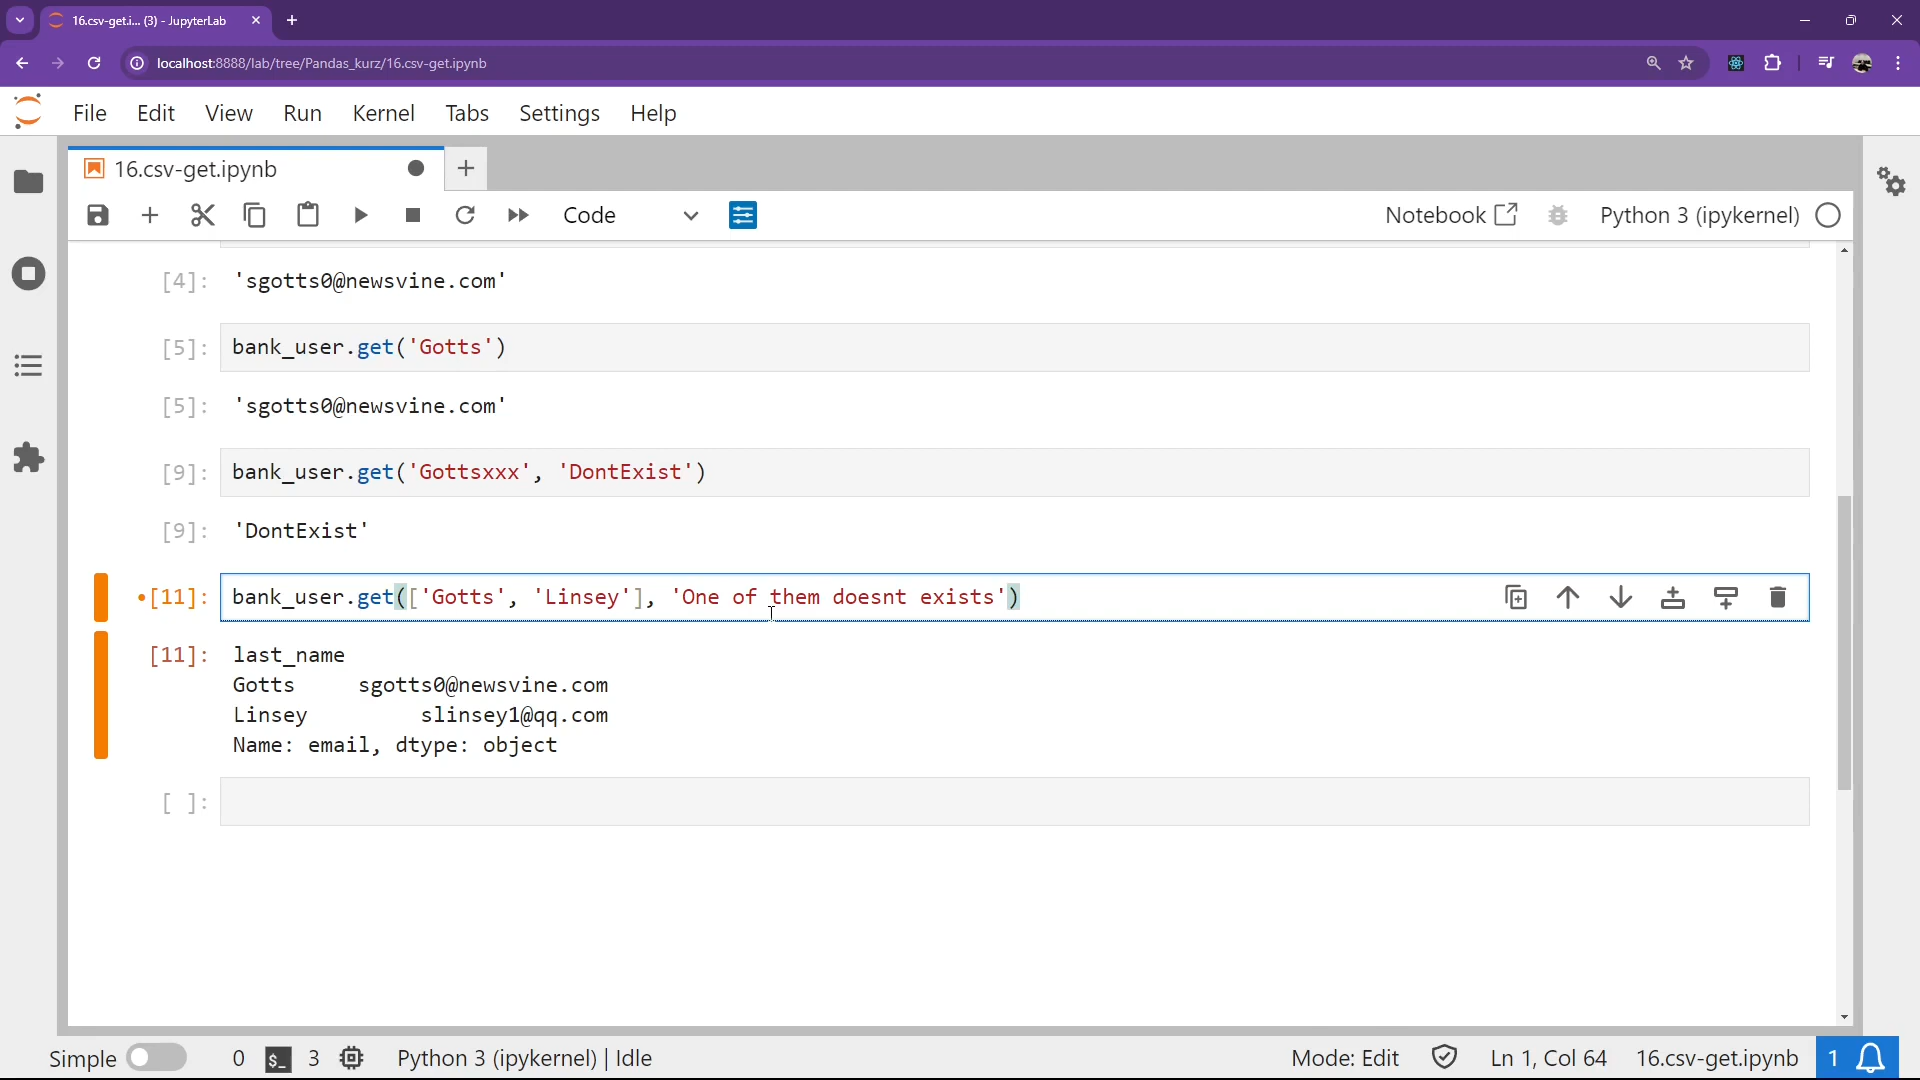 16.csv-get.i... (3) - JupyterLab
localhost:8888/lab/tree/Pandas_kurz/16.csv-get.ipynb
File Edit View Run Kernel Tabs Settings Help
16.csv-get.ipynb
Code
Notebook
Python 3 (ipykernel)
[4]: 'sgotts0@newsvine.com'
[5]: bank_user.get('Gotts')
[5]: 'sgotts0@newsvine.com'
[9]: bank_user.get('Gottsxxx', 'DontExist')
[9]: 'DontExist'
•[11]: bank_user.get(['Gotts', 'Linsey'], 'One of them doesnt exists')
[11]: last_name
Gotts sgotts0@newsvine.com
Linsey slinsey1@qq.com
Name: email, dtype: object
[ ]:
Simple 0 $_ 3 Python 3 (ipykernel) | Idle Mode: Edit Ln 1, Col 64 16.csv-get.ipynb 1